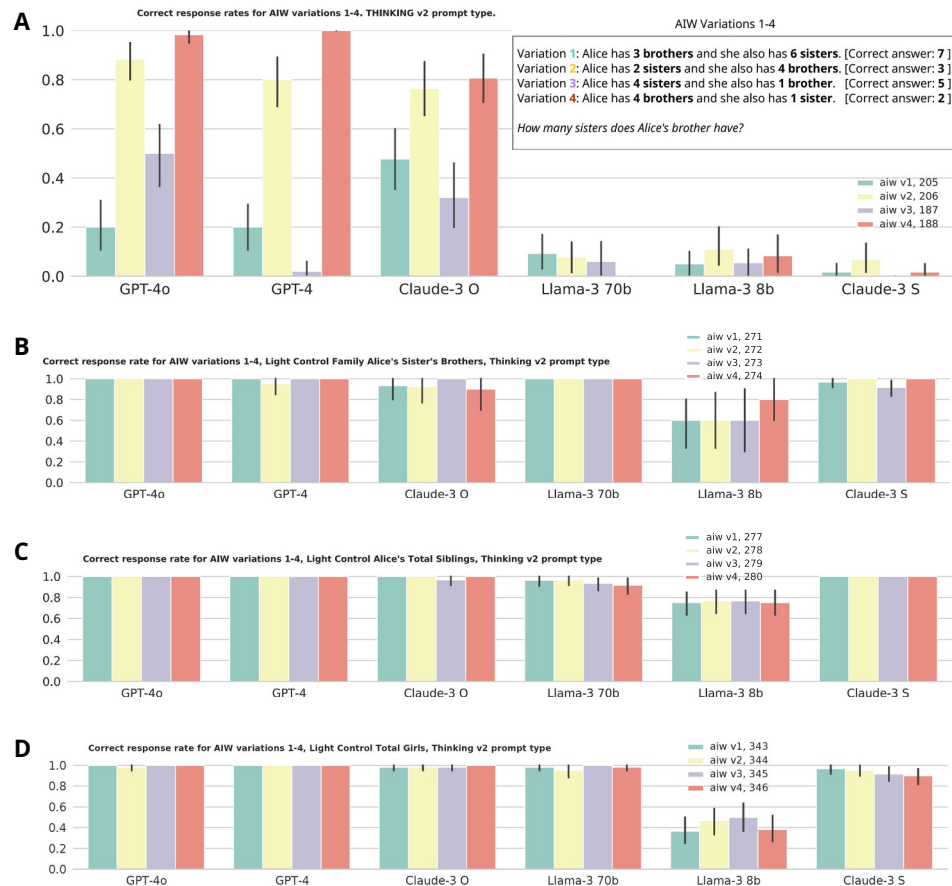 A
Correct response rates for AIW variations 1-4. THINKING v2 prompt type.
1.0
0.8
0.6
0.4
0.2
0.0
GPT-4o
GPT-4
Claude-3 O
Llama-3 70b
Llama-3 8b
Claude-3 S
AIW Variations 1-4
Variation 1: Alice has 3 brothers and she also has 6 sisters. [Correct answer: 7 ]
Variation 2: Alice has 2 sisters and she also has 4 brothers. [Correct answer: 3 ]
Variation 3: Alice has 4 sisters and she also has 1 brother. [Correct answer: 5 ]
Variation 4: Alice has 4 brothers and she also has 1 sister. [Correct answer: 2 ]
How many sisters does Alice's brother have?
aiw v1, 205
aiw v2, 206
aiw v3, 187
aiw v4, 188
B
Correct response rate for AIW variations 1-4, Light Control Family Alice's Sister's Brothers, Thinking v2 prompt type
aiw v1, 271
aiw v2, 272
aiw v3, 273
aiw v4, 274
1.0
0.8
0.6
0.4
0.2
0.0
GPT-4o
GPT-4
Claude-3 O
Llama-3 70b
Llama-3 8b
Claude-3 S
C
Correct response rate for AIW variations 1-4, Light Control Alice's Total Siblings, Thinking v2 prompt type
aiw v1, 277
aiw v2, 278
aiw v3, 279
aiw v4, 280
1.0
0.8
0.6
0.4
0.2
0.0
GPT-4o
GPT-4
Claude-3 O
Llama-3 70b
Llama-3 8b
Claude-3 S
D
Correct response rate for AIW variations 1-4, Light Control Total Girls, Thinking v2 prompt type
aiw v1, 343
aiw v2, 344
aiw v3, 345
aiw v4, 346
1.0
0.8
0.6
0.4
0.2
0.0
GPT-4o
GPT-4
Claude-3 O
Llama-3 70b
Llama-3 8b
Claude-3 S